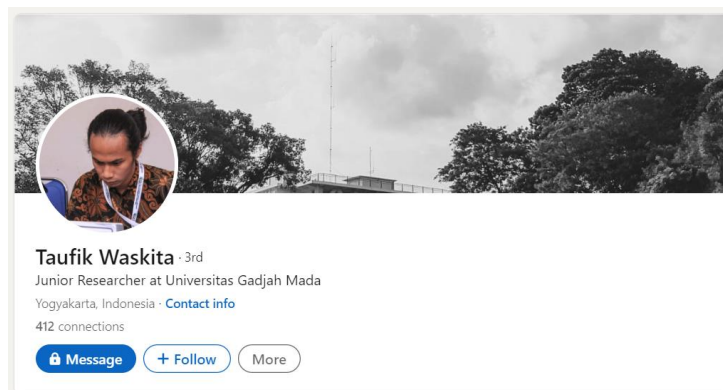 Taufik Waskita · 3rd
Junior Researcher at Universitas Gadjah Mada
Yogyakarta, Indonesia · Contact info
412 connections
Message + Follow More